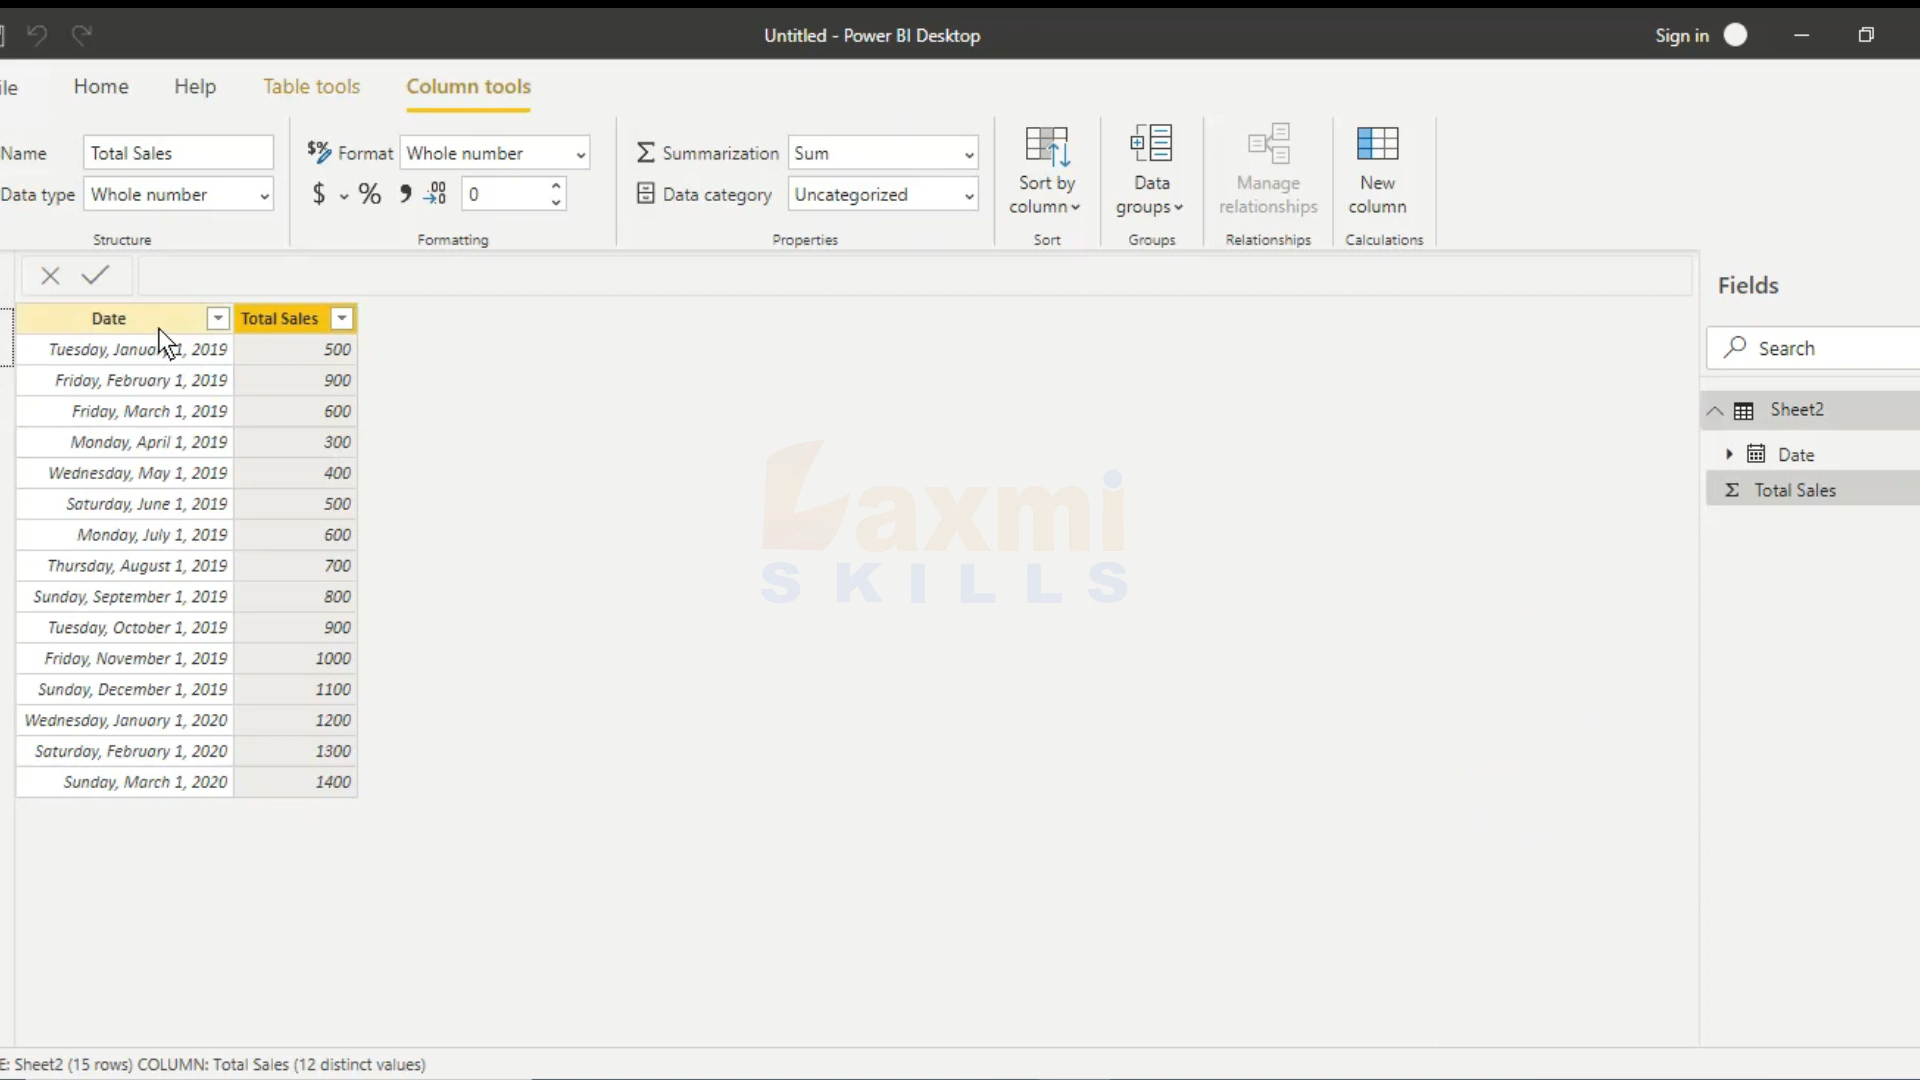 Untitled - Power BI Desktop
Sign in
ile
Home
Help
Table tools
Column tools
Name
Total Sales
$% Format
Whole number
Σ Summarization
Sum
Data type
Whole number
$
%
0
Data category
Uncategorized
Sort by
column
Data
groups
Manage
relationships
New
column
Structure
Formatting
Properties
Sort
Groups
Relationships
Calculations
Fields
Search
Sheet2
Date
Σ Total Sales
Date Total Sales
Tuesday, January 1, 2019 500
Friday, February 1, 2019 900
Friday, March 1, 2019 600
Monday, April 1, 2019 300
Wednesday, May 1, 2019 400
Saturday, June 1, 2019 500
Monday, July 1, 2019 600
Thursday, August 1, 2019 700
Sunday, September 1, 2019 800
Tuesday, October 1, 2019 900
Friday, November 1, 2019 1000
Sunday, December 1, 2019 1100
Wednesday, January 1, 2020 1200
Saturday, February 1, 2020 1300
Sunday, March 1, 2020 1400
Laxmi
SKILLS
E: Sheet2 (15 rows) COLUMN: Total Sales (12 distinct values)